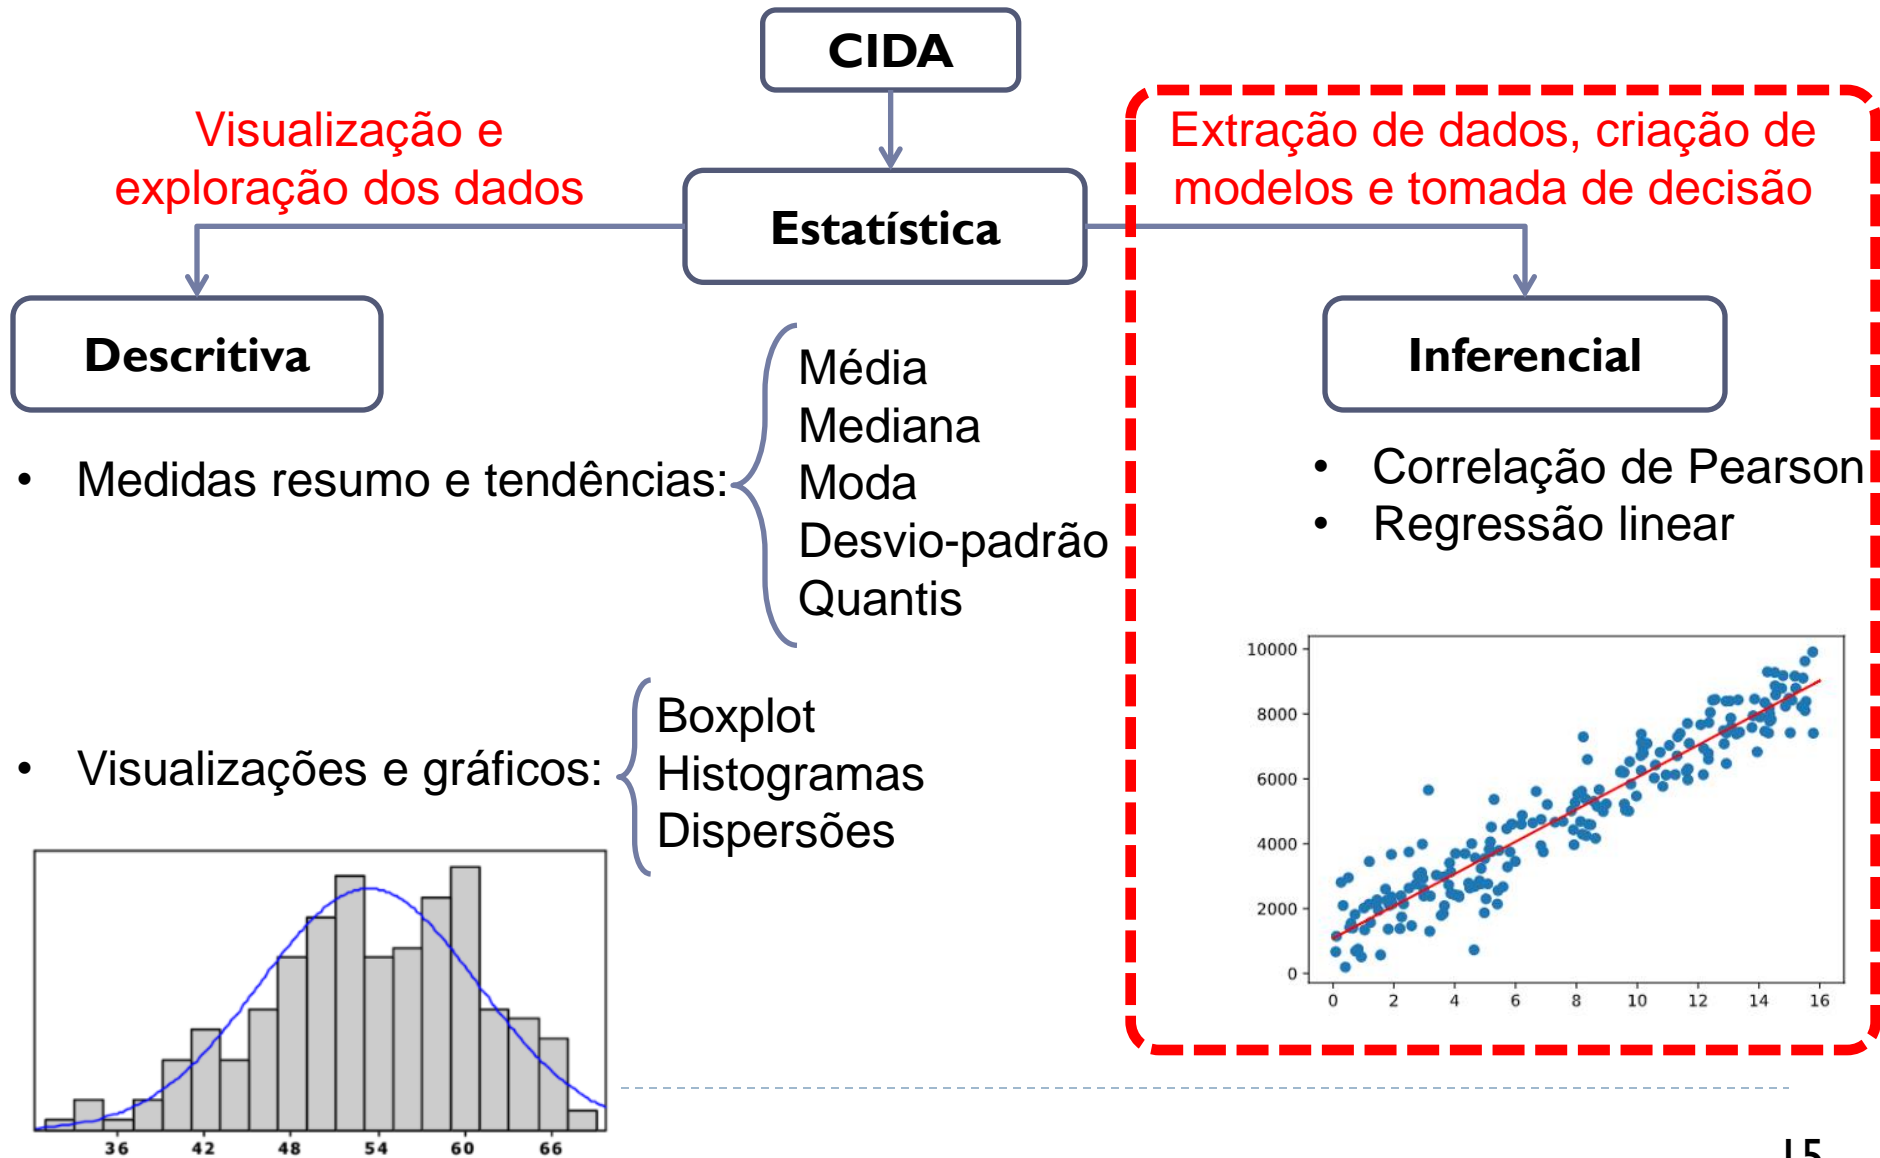 CIDA
Visualização e
exploração dos dados
Extração de dados, criação de
modelos e tomada de decisão
Estatística
Descritiva
Inferencial
• Medidas resumo e tendências:
Média
Mediana
Moda
Desvio-padrão
Quantis
• Correlação de Pearson
• Regressão linear
• Visualizações e gráficos:
Boxplot
Histogramas
Dispersões
36 42 48 54 60 66
10000
8000
6000
4000
2000
0
0 2 4 6 8 10 12 14 16
15